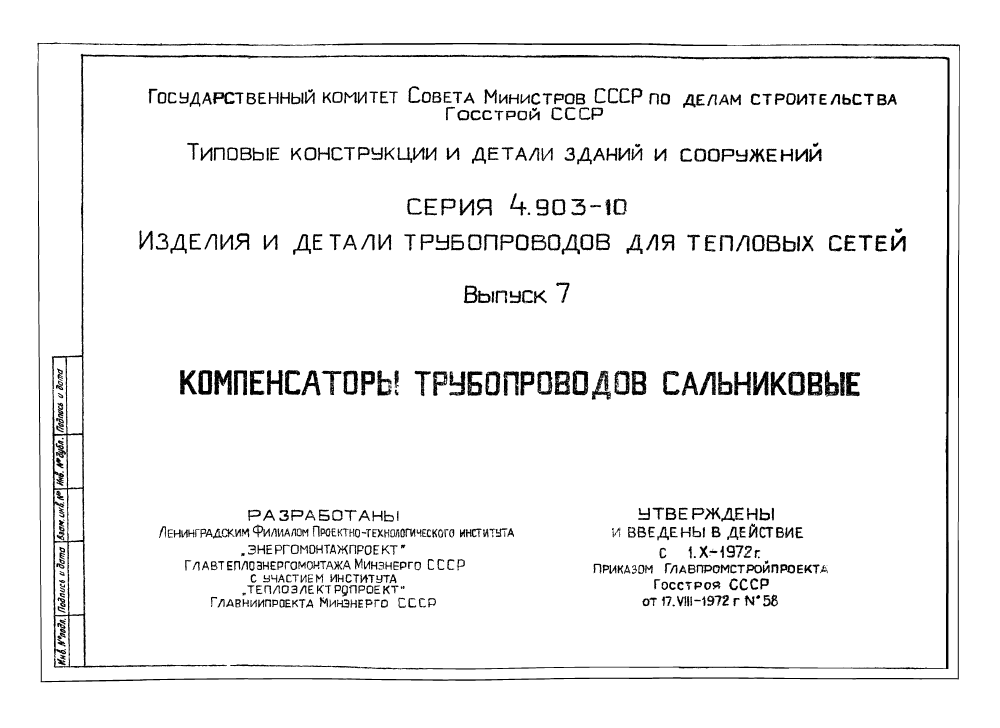 Государственный комитет Совета Министров СССР по делам строительства
Госстрой СССР
Типовые конструкции и детали зданий и сооружений
СЕРИЯ 4.903-10
Изделия и детали трубопроводов для тепловых сетей
Выпуск 7
КОМПЕНСАТОРЫ ТРУБОПРОВОДОВ САЛЬНИКОВЫЕ
РАЗРАБОТАНЫ
Ленинградским Филиалом Проектно-технологического института
„ЭНЕРГОМОНТАЖПРОЕКТ"
Главтеплоэнергомонтажа Минэнерго СССР
с участием института
„ТЕПЛОЭЛЕКТРОПРОЕКТ"
Главниипроекта Минэнерго СССР
УТВЕРЖДЕНЫ
и введены в действие
с 1.X-1972г.
приказом Главпромстройпроекта
Госстроя СССР
от 17.VIII-1972 г N°58
Инв. № подл.
Подпись и дата
Взам. инв. №
Инв. № дубл.
Подпись и дата